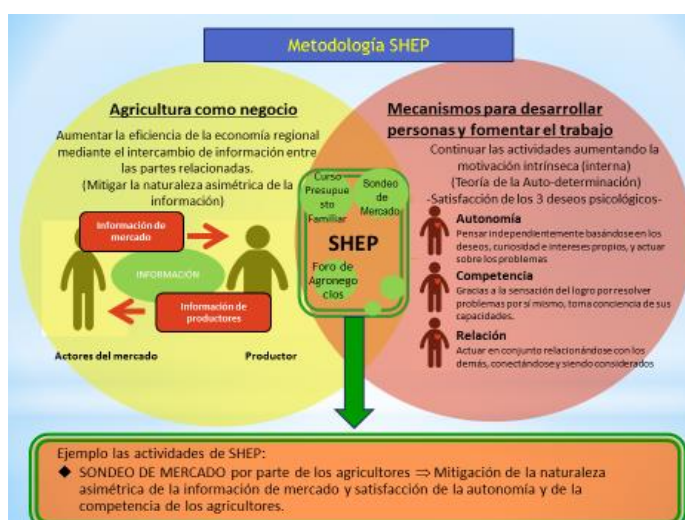 Metodología SHEP
Agricultura como negocio
Aumentar la eficiencia de la economía regional
mediante el intercambio de información entre
las partes relacionadas.
(Mitigar la naturaleza asimétrica de la
información)
Información de
mercado
INFORMACIÓN
Información de
productores
Actores del mercado
Productor
Curso
Presupue
sto
Familiar
Sondeo
de
Mercado
SHEP
Foro de
Agroneg
cios
Mecanismos para desarrollar
personas y fomentar el trabajo
Continuar las actividades aumentando la
motivación intrínseca (interna)
(Teoría de la Auto-determinación)
-Satisfacción de los 3 deseos psicológicos-
Autonomía
Pensar independientemente basándose en los
deseos, curiosidad e intereses propios, y actuar
sobre los problemas
Competencia
Gracias a la sensación del logro por resolver
problemas por sí mismo, toma conciencia de sus
capacidades.
Relación
Actuar en conjunto relacionándose con los
demás, conectándose y siendo considerados
Ejemplo las actividades de SHEP:
◆ SONDEO DE MERCADO por parte de los agricultores ⇒ Mitigación de la naturaleza
asimétrica de la información de mercado y satisfacción de la autonomía y de la
competencia de los agricultores.